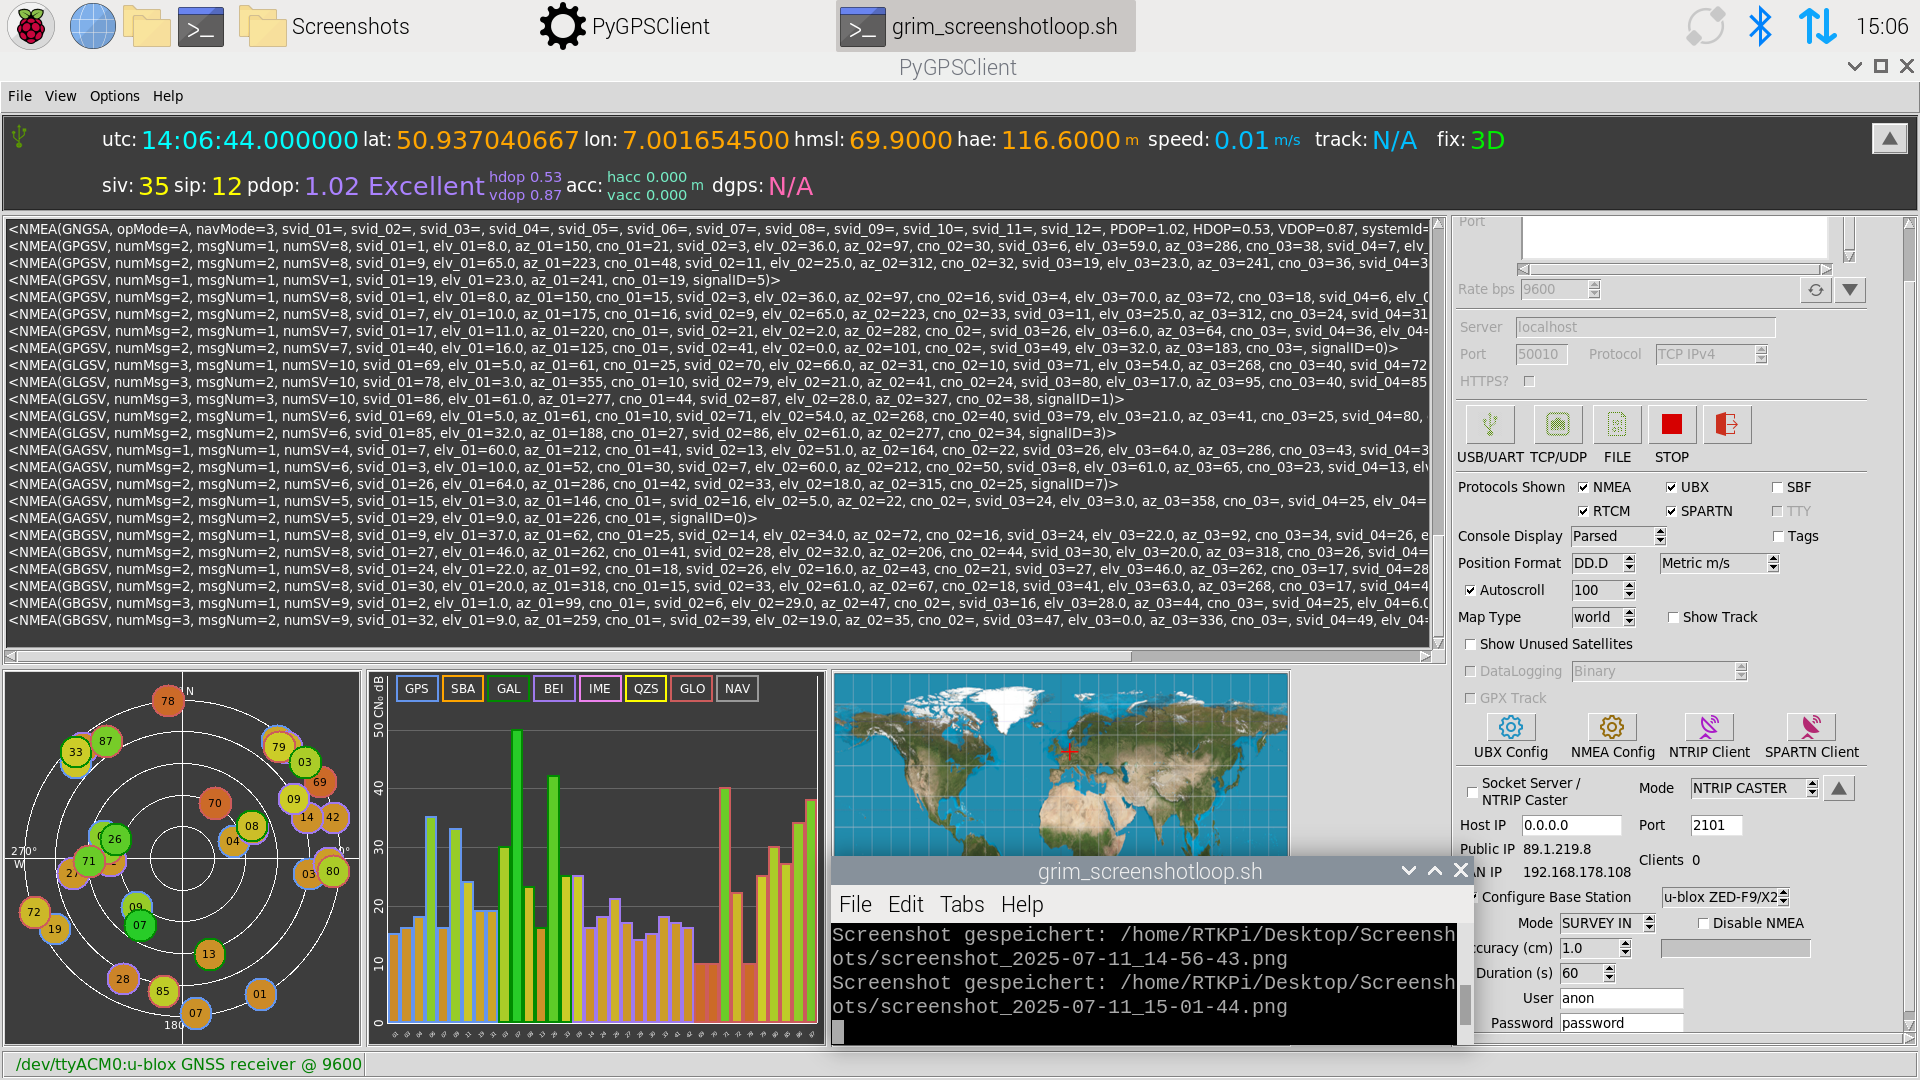 Screenshots
PyGPSClient
grim_screenshotloop.sh
15:06
PyGPSClient
File View Options Help
utc: 14:06:44.000000 lat: 50.937040667 lon: 7.001654500 hmsl: 69.9000 hae: 116.6000 m speed: 0.01 m/s track: N/A fix: 3D
siv: 35 sip: 12 pdop: 1.02 Excellent hdop 0.53 vdop 0.87 acc: hacc 0.000 vacc 0.000 m dgps: N/A
<NMEA(GNGSA, opMode=A, navMode=3, svid_01=, svid_02=, svid_03=, svid_04=, svid_05=, svid_06=, svid_07=, svid_08=, svid_09=, svid_10=, svid_11=, svid_12=, PDOP=1.02, HDOP=0.53, VDOP=0.87, systemId=
<NMEA(GPGSV, numMsg=2, msgNum=1, numSV=8, svid_01=1, elv_01=8.0, az_01=150, cno_01=21, svid_02=3, elv_02=36.0, az_02=97, cno_02=30, svid_03=6, elv_03=59.0, az_03=286, cno_03=38, svid_04=7, elv_
<NMEA(GPGSV, numMsg=2, msgNum=2, numSV=8, svid_01=9, elv_01=65.0, az_01=223, cno_01=48, svid_02=11, elv_02=25.0, az_02=312, cno_02=32, svid_03=19, elv_03=23.0, az_03=241, cno_03=36, svid_04=3
<NMEA(GPGSV, numMsg=1, msgNum=1, numSV=1, svid_01=19, elv_01=23.0, az_01=241, cno_01=19, signalID=5)>
<NMEA(GPGSV, numMsg=2, msgNum=1, numSV=8, svid_01=1, elv_01=8.0, az_01=150, cno_01=15, svid_02=3, elv_02=36.0, az_02=97, cno_02=16, svid_03=4, elv_03=70.0, az_03=72, cno_03=18, svid_04=6, elv_0
<NMEA(GPGSV, numMsg=2, msgNum=2, numSV=8, svid_01=7, elv_01=10.0, az_01=175, cno_01=16, svid_02=9, elv_02=65.0, az_02=223, cno_02=33, svid_03=11, elv_03=25.0, az_03=312, cno_03=24, svid_04=31
<NMEA(GPGSV, numMsg=2, msgNum=1, numSV=7, svid_01=17, elv_01=11.0, az_01=220, cno_01=, svid_02=21, elv_02=2.0, az_02=282, cno_02=, svid_03=26, elv_03=6.0, az_03=64, cno_03=, svid_04=36, elv_04=
<NMEA(GPGSV, numMsg=2, msgNum=2, numSV=7, svid_01=40, elv_01=16.0, az_01=125, cno_01=, svid_02=41, elv_02=0.0, az_02=101, cno_02=, svid_03=49, elv_03=32.0, az_03=183, cno_03=, signalID=0)>
<NMEA(GLGSV, numMsg=3, msgNum=1, numSV=10, svid_01=69, elv_01=5.0, az_01=61, cno_01=25, svid_02=70, elv_02=66.0, az_02=31, cno_02=10, svid_03=71, elv_03=54.0, az_03=268, cno_03=40, svid_04=72
<NMEA(GLGSV, numMsg=3, msgNum=2, numSV=10, svid_01=78, elv_01=3.0, az_01=355, cno_01=10, svid_02=79, elv_02=21.0, az_02=41, cno_02=24, svid_03=80, elv_03=17.0, az_03=95, cno_03=40, svid_04=85
<NMEA(GLGSV, numMsg=3, msgNum=3, numSV=10, svid_01=86, elv_01=61.0, az_01=277, cno_01=44, svid_02=87, elv_02=28.0, az_02=327, cno_02=38, signalID=1)>
<NMEA(GLGSV, numMsg=2, msgNum=1, numSV=6, svid_01=69, elv_01=5.0, az_01=61, cno_01=10, svid_02=71, elv_02=54.0, az_02=268, cno_02=40, svid_03=79, elv_03=21.0, az_03=41, cno_03=25, svid_04=80,
<NMEA(GLGSV, numMsg=2, msgNum=2, numSV=6, svid_01=85, elv_01=32.0, az_01=188, cno_01=27, svid_02=86, elv_02=61.0, az_02=277, cno_02=34, signalID=3)>
<NMEA(GAGSV, numMsg=1, msgNum=1, numSV=4, svid_01=7, elv_01=60.0, az_01=212, cno_01=41, svid_02=13, elv_02=51.0, az_02=164, cno_02=22, svid_03=26, elv_03=64.0, az_03=286, cno_03=43, svid_04=3
<NMEA(GAGSV, numMsg=2, msgNum=1, numSV=6, svid_01=3, elv_01=10.0, az_01=52, cno_01=30, svid_02=7, elv_02=60.0, az_02=212, cno_02=50, svid_03=8, elv_03=61.0, az_03=65, cno_03=23, svid_04=13, elv
<NMEA(GAGSV, numMsg=2, msgNum=2, numSV=6, svid_01=26, elv_01=64.0, az_01=286, cno_01=42, svid_02=33, elv_02=18.0, az_02=315, cno_02=25, signalID=7)>
<NMEA(GAGSV, numMsg=2, msgNum=1, numSV=5, svid_01=15, elv_01=3.0, az_01=146, cno_01=, svid_02=16, elv_02=5.0, az_02=22, cno_02=, svid_03=24, elv_03=3.0, az_03=358, cno_03=, svid_04=25, elv_04=
<NMEA(GAGSV, numMsg=2, msgNum=2, numSV=5, svid_01=29, elv_01=9.0, az_01=226, cno_01=, signalID=0)>
<NMEA(GBGSV, numMsg=2, msgNum=1, numSV=8, svid_01=9, elv_01=37.0, az_01=62, cno_01=25, svid_02=14, elv_02=34.0, az_02=72, cno_02=16, svid_03=24, elv_03=22.0, az_03=92, cno_03=34, svid_04=26, e
<NMEA(GBGSV, numMsg=2, msgNum=2, numSV=8, svid_01=27, elv_01=46.0, az_01=262, cno_01=41, svid_02=28, elv_02=32.0, az_02=206, cno_02=44, svid_03=30, elv_03=20.0, az_03=318, cno_03=26, svid_04=
<NMEA(GBGSV, numMsg=2, msgNum=1, numSV=8, svid_01=24, elv_01=22.0, az_01=92, cno_01=18, svid_02=26, elv_02=16.0, az_02=43, cno_02=21, svid_03=27, elv_03=46.0, az_03=262, cno_03=17, svid_04=28
<NMEA(GBGSV, numMsg=2, msgNum=2, numSV=8, svid_01=30, elv_01=20.0, az_01=318, cno_01=15, svid_02=33, elv_02=61.0, az_02=67, cno_02=18, svid_03=41, elv_03=63.0, az_03=268, cno_03=17, svid_04=4
<NMEA(GBGSV, numMsg=3, msgNum=1, numSV=9, svid_01=2, elv_01=1.0, az_01=99, cno_01=, svid_02=6, elv_02=29.0, az_02=47, cno_02=, svid_03=16, elv_03=28.0, az_03=44, cno_03=, svid_04=25, elv_04=6.0
<NMEA(GBGSV, numMsg=3, msgNum=2, numSV=9, svid_01=32, elv_01=9.0, az_01=259, cno_01=, svid_02=39, elv_02=19.0, az_02=35, cno_02=, svid_03=47, elv_03=0.0, az_03=336, cno_03=, svid_04=49, elv_04=
Port
Rate bps 9600
Server localhost
Port 50010 Protocol TCP IPv4
HTTPS?
USB/UART TCP/UDP FILE STOP
Protocols Shown NMEA UBX SBF
RTCM SPARTN TTY
Console Display Parsed Tags
Position Format DD.D Metric m/s
Autoscroll 100
Map Type world Show Track
Show Unused Satellites
DataLogging Binary
GPX Track
UBX Config NMEA Config NTRIP Client SPARTN Client
Socket Server /
NTRIP Caster
Mode NTRIP CASTER
Host IP 0.0.0.0 Port 2101
Public IP 89.1.219.8
Clients 0
AN IP 192.168.178.108
Configure Base Station u-blox ZED-F9/X2
Mode SURVEY IN Disable NMEA
ccuracy (cm) 1.0
Duration (s) 60
User anon
Password password
N
78
33 87 79 03 69
09 14 42
70 08 04
26 71 27
03 80
72 19 09 07
13 28 85 01 07
270° W
180
50 CN₀ dB
40
30
20
10
0
GPS SBA GAL BEI IME QZS GLO NAV
grim_screenshotloop.sh
File Edit Tabs Help
Screenshot gespeichert: /home/RTKPi/Desktop/Screensh
ots/screenshot_2025-07-11_14-56-43.png
Screenshot gespeichert: /home/RTKPi/Desktop/Screensh
ots/screenshot_2025-07-11_15-01-44.png
/dev/ttyACM0:u-blox GNSS receiver @ 9600